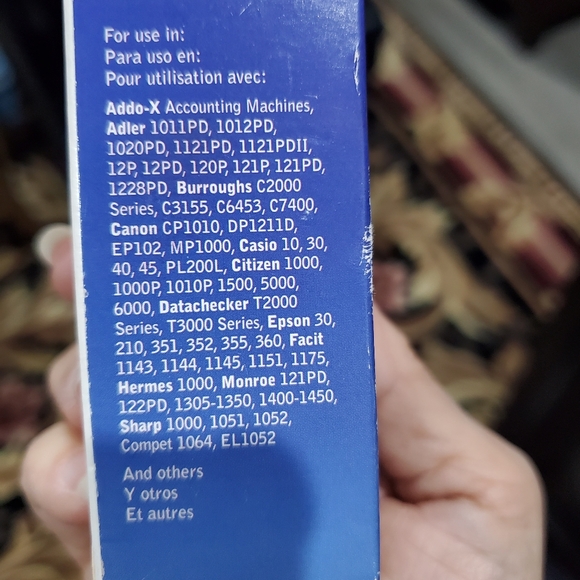 For use in:
Para uso en:
Pour utilisation avec:
Addo-X Accounting Machines,
Adler 1011PD, 1012PD,
1020PD, 1121PD, 1121PDII,
12P, 12PD, 120P, 121P, 121PD,
1228PD, Burroughs C2000
Series, C3155, C6453, C7400,
Canon CP1010, DP1211D,
EP102, MP1000, Casio 10, 30,
40, 45, PL200L, Citizen 1000,
1000P, 1010P, 1500, 5000,
6000, Datachecker T2000
Series, T3000 Series, Epson 30,
210, 351, 352, 355, 360, Facit
1143, 1144, 1145, 1151, 1175,
Hermes 1000, Monroe 121PD,
122PD, 1305-1350, 1400-1450,
Sharp 1000, 1051, 1052,
Compet 1064, EL1052
And others
Y otros
Et autres